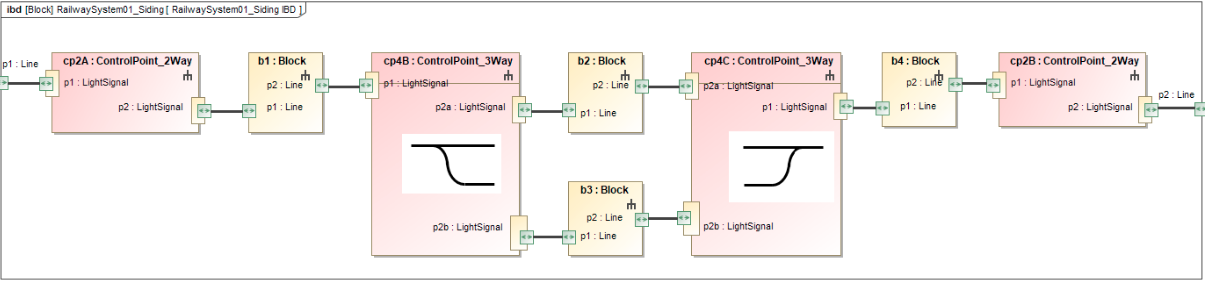 ibd [Block] RailwaySystem01_Siding [ RailwaySystem01_Siding IBD ]
p1 : Line
cp2A : ControlPoint_2Way
p1 : LightSignal
p2 : LightSignal
b1 : Block
p2 : Line
p1 : Line
cp4B : ControlPoint_3Way
p1 : LightSignal
p2a : LightSignal
p2b : LightSignal
b2 : Block
p2 : Line
p1 : Line
b3 : Block
p2 : Line
p1 : Line
cp4C : ControlPoint_3Way
p2a : LightSignal
p1 : LightSignal
p2b : LightSignal
b4 : Block
p2 : Line
p1 : Line
cp2B : ControlPoint_2Way
p1 : LightSignal
p2 : LightSignal
p2 : Line